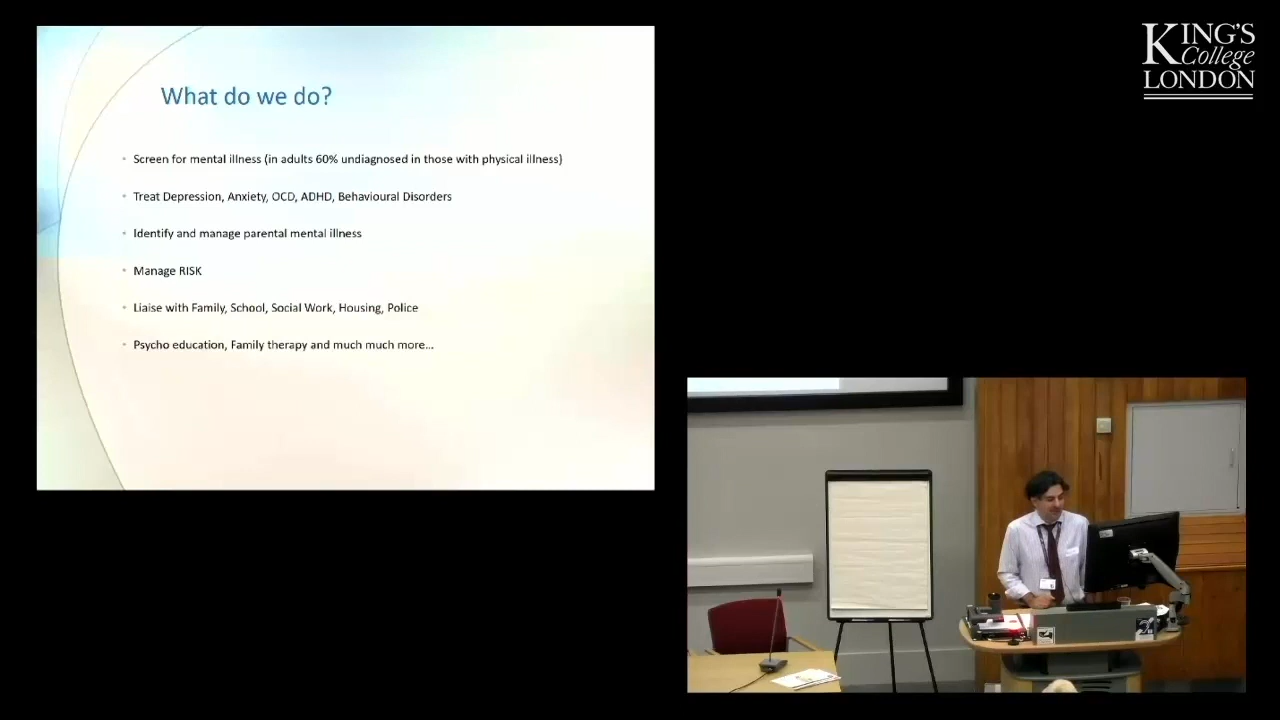 What do we do?
• Screen for mental illness (in adults 60% undiagnosed in those with physical illness)
• Treat Depression, Anxiety, OCD, ADHD, Behavioural Disorders
• Identify and manage parental mental illness
• Manage RISK
• Liaise with Family, School, Social Work, Housing, Police
• Psycho education, Family therapy and much much more...
KING'S
College
LONDON